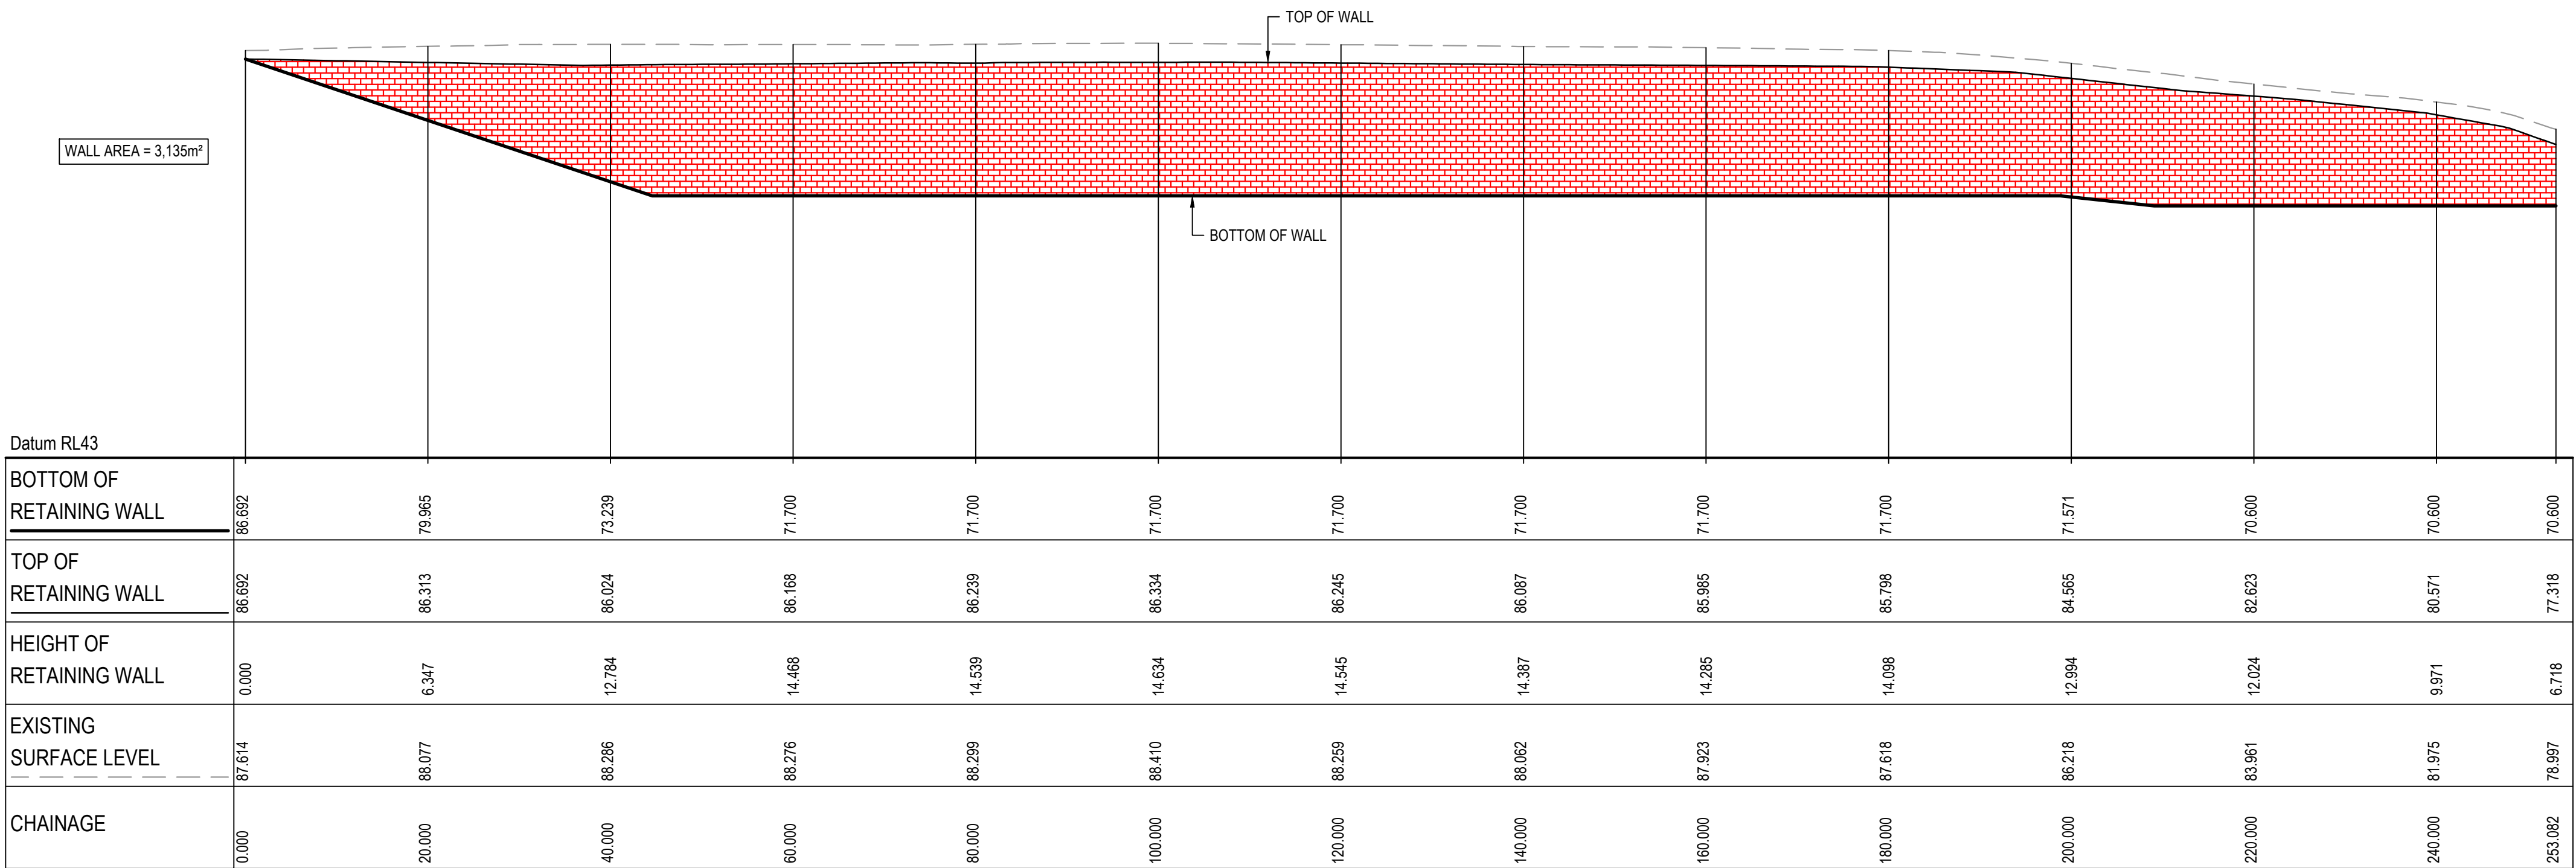 TOP OF WALL
WALL AREA = 3,135m²
BOTTOM OF WALL
Datum RL43
BOTTOM OF
RETAINING WALL
86.692 79.965 73.239 71.700 71.700 71.700 71.700 71.700 71.700 71.700 71.571 70.600 70.600 70.600
TOP OF
RETAINING WALL
86.692 86.313 86.024 86.168 86.239 86.334 86.245 86.087 85.985 85.798 84.565 82.623 80.571 77.318
HEIGHT OF
RETAINING WALL
0.000 6.347 12.784 14.468 14.539 14.634 14.545 14.387 14.285 14.098 12.994 12.024 9.971 6.718
EXISTING
SURFACE LEVEL
87.614 88.077 88.286 88.276 88.299 88.410 88.259 88.062 87.923 87.618 86.218 83.961 81.975 78.997
CHAINAGE
0.000 20.000 40.000 60.000 80.000 100.000 120.000 140.000 160.000 180.000 200.000 220.000 240.000 253.082